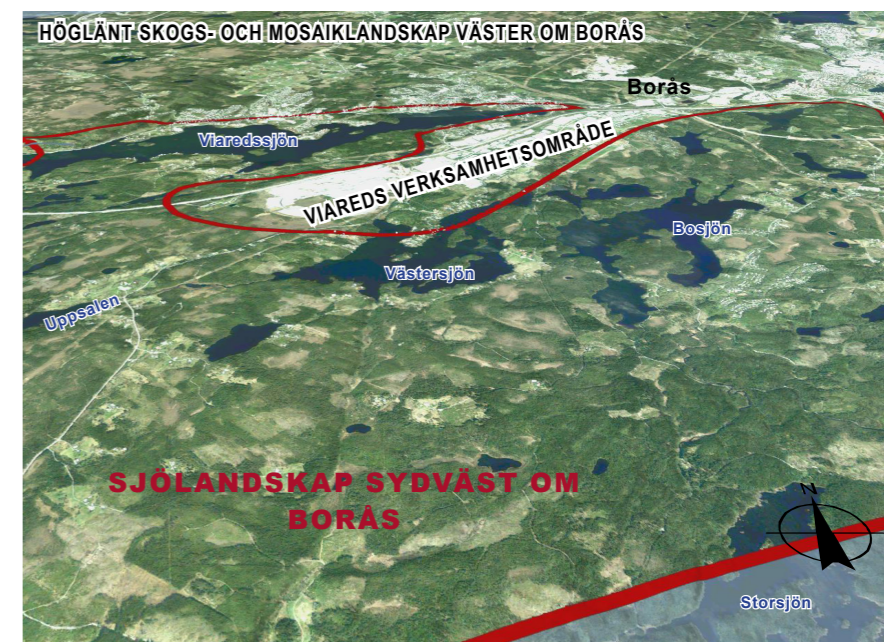 HÖGLÄNT SKOGS- OCH MOSAIKLANDSKAP VÄSTER OM BORÅS
Borås
Viaredssjön
VIAREDS VERKSAMHETSOMRÅDE
Bosjön
Västersjön
Uppsalen
SJÖLANDSKAP SYDVÄST OM
BORÅS
N
Storsjön